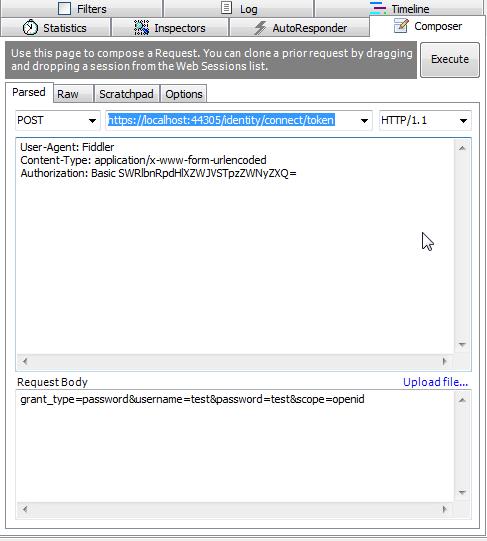 Filters
Log
Timeline
Statistics
Inspectors
AutoResponder
Composer
Use this page to compose a Request. You can clone a prior request by dragging
and dropping a session from the Web Sessions list.
Execute
Parsed
Raw
Scratchpad
Options
POST
https://localhost:44305/identity/connect/token
HTTP/1.1
User-Agent: Fiddler
Content-Type: application/x-www-form-urlencoded
Authorization: Basic SWRlbnRpdHlXZWJVSTpzZWNyZXQ=
Request Body
Upload file...
grant_type=password&username=test&password=test&scope=openid